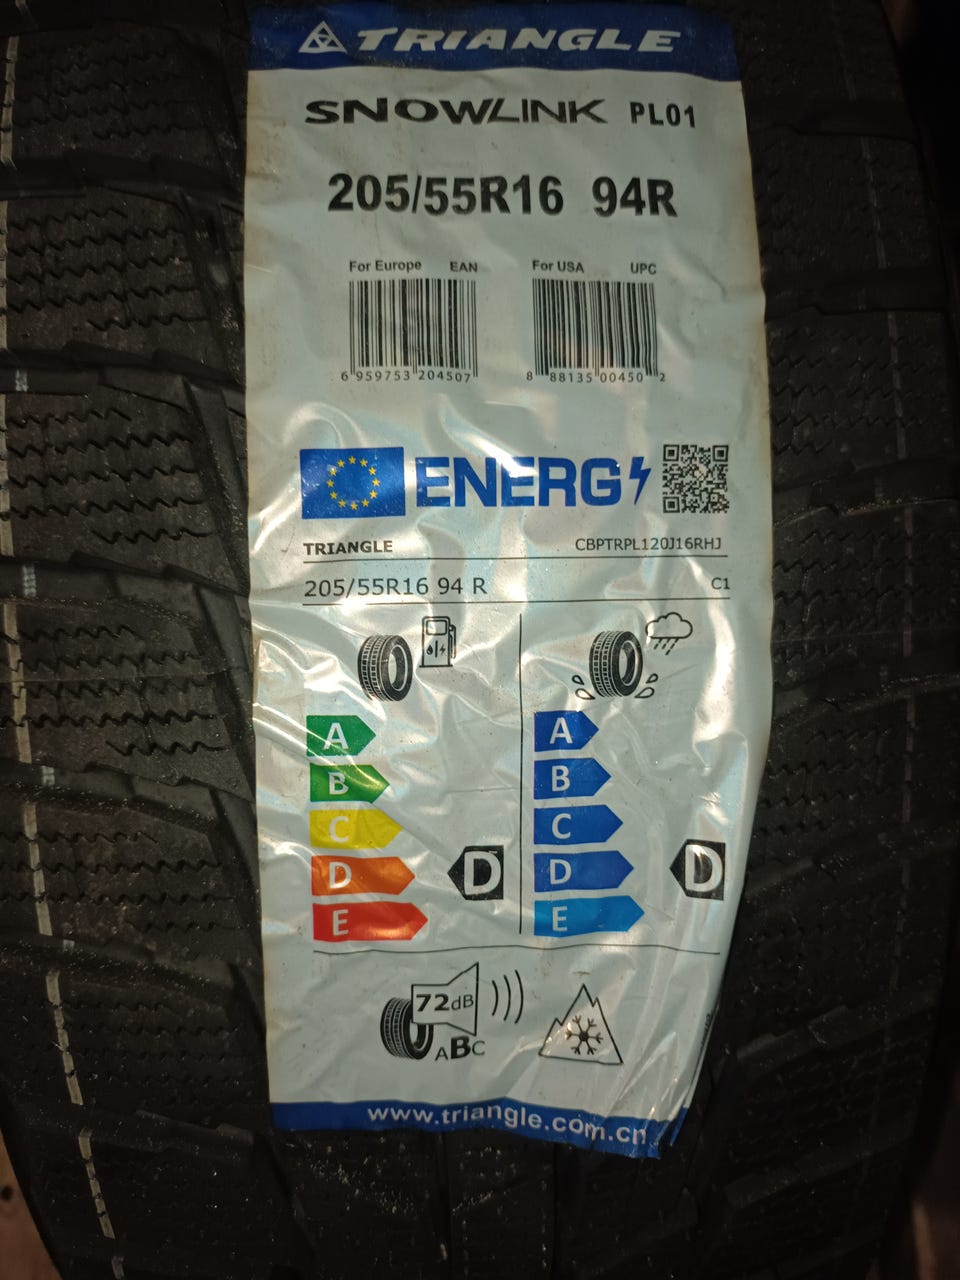 TRIANGLE
SNOWLINK PL01
205/55R16 94R
For Europe EAN For USA UPC
6 959753 204507 8 88135 00450 2
ENERG
TRIANGLE CBPTRPL120J16RHJ
205/55R16 94 R C1
A A
B B
C C
D D D D
E E
72dB
ABC
www.triangle.com.cn